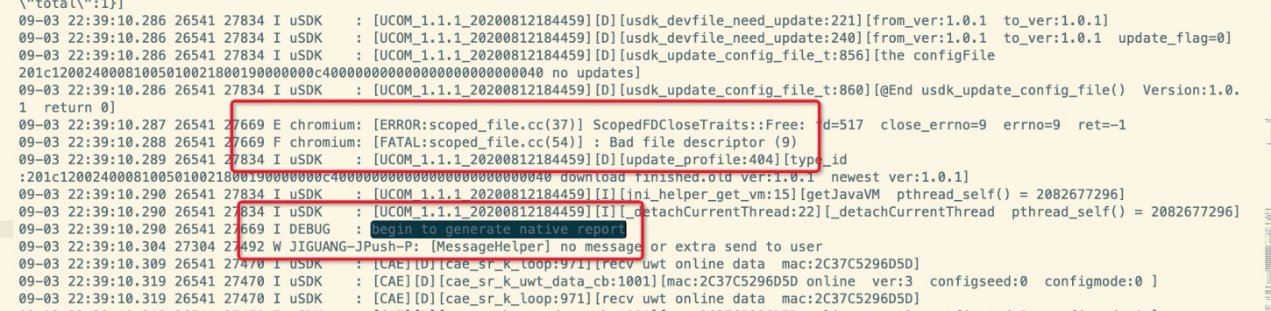 \"total\":1}]
09-03 22:39:10.286 26541 27834 I uSDK    : [UCOM_1.1.1_20200812184459][D][usdk_devfile_need_update:221][from_ver:1.0.1  to_ver:1.0.1]
09-03 22:39:10.286 26541 27834 I uSDK    : [UCOM_1.1.1_20200812184459][D][usdk_devfile_need_update:240][from_ver:1.0.1  to_ver:1.0.1  update_flag=0]
09-03 22:39:10.286 26541 27834 I uSDK    : [UCOM_1.1.1_20200812184459][D][usdk_update_config_file_t:856][the configFile
no updates]
09-03 22:39:10.286 26541 27834 I uSDK    : [UCOM_1.1.1_20200812184459][D][usdk_update_config_file_t:860][@End usdk_update_config_file()  Version:1.0.
1  return 0]
09-03 22:39:10.287 26541 27669 E chromium: [ERROR:scoped_file.cc(37)] ScopedFDCloseTraits::Free: fd=517  close_errno=9  errno=9  ret=-1
09-03 22:39:10.288 26541 27669 F chromium: [FATAL:scoped_file.cc(54)] : Bad file descriptor (9)
09-03 22:39:10.289 26541 27834 I uSDK    : [UCOM_1.1.1_20200812184459][D][update_profile:404][type_id
download finished.old ver:1.0.1  newest ver:1.0.1]
09-03 22:39:10.290 26541 27834 I uSDK    : [UCOM_1.1.1_20200812184459][I][jni_helper_get_vm:15][getJavaVM  pthread_self() = 2082677296]
09-03 22:39:10.290 26541 27834 I uSDK    : [UCOM_1.1.1_20200812184459][I][_detachCurrentThread:22][_detachCurrentThread  pthread_self() = 2082677296]
09-03 22:39:10.290 26541 27669 I DEBUG   : begin to generate native report
09-03 22:39:10.304 27304 27492 W JIGUANG-JPush-P: [MessageHelper] no message or extra send to user
09-03 22:39:10.309 26541 27470 I uSDK    : [CAE][D][cae_sr_k_loop:971][recv uwt online data  mac:2C37C5296D5D]
09-03 22:39:10.319 26541 27470 I uSDK    : [CAE][D][cae_sr_k_uwt_data_cb:1001][mac:2C37C5296D5D online  ver:3  configseed:0  configmode:0 ]
09-03 22:39:10.319 26541 27470 I uSDK    : [CAE][D][cae_sr_k_loop:971][recv uwt online data  mac:2C37C5296D5D]